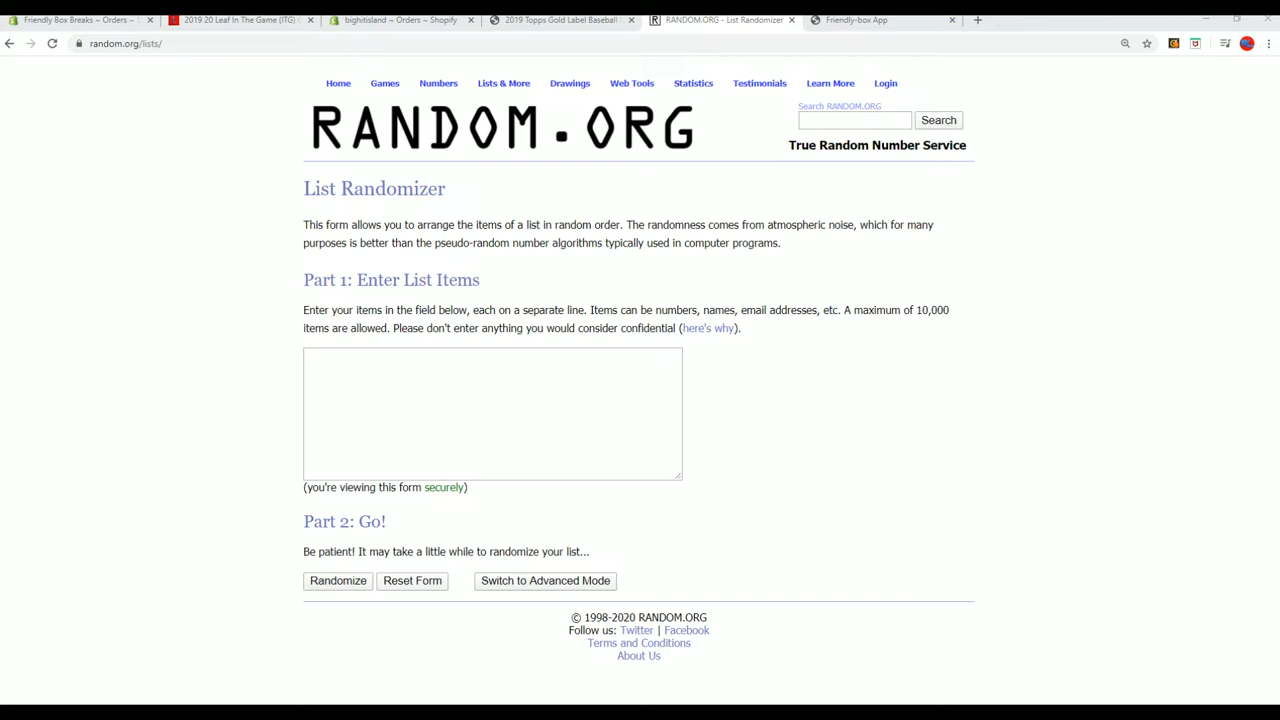 Friendly Box Breaks ~ Orders ~ S
2019 20 Leaf In The Game (ITG) C
bighitisland ~ Orders ~ Shopify
2019 Topps Gold Label Baseball
RANDOM.ORG - List Randomizer
Friendly-box App
random.org/lists/
Home Games Numbers Lists & More Drawings Web Tools Statistics Testimonials Learn More Login
RANDOM.ORG
Search RANDOM.ORG
Search
True Random Number Service
List Randomizer
This form allows you to arrange the items of a list in random order. The randomness comes from atmospheric noise, which for many
purposes is better than the pseudo-random number algorithms typically used in computer programs.
Part 1: Enter List Items
Enter your items in the field below, each on a separate line. Items can be numbers, names, email addresses, etc. A maximum of 10,000
items are allowed. Please don't enter anything you would consider confidential (here's why).
(you're viewing this form securely)
Part 2: Go!
Be patient! It may take a little while to randomize your list...
Randomize Reset Form Switch to Advanced Mode
© 1998-2020 RANDOM.ORG
Follow us: Twitter | Facebook
Terms and Conditions
About Us